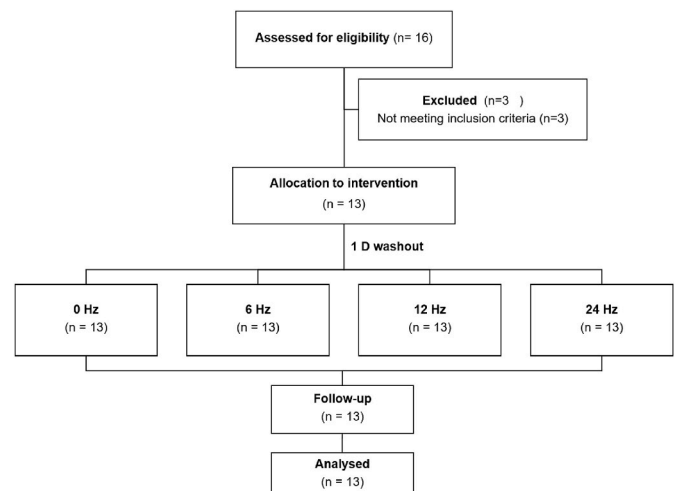 Assessed for eligibility (n= 16)
Excluded (n=3 )
Not meeting inclusion criteria (n=3)
Allocation to intervention
(n = 13)
1 D washout
0 Hz
(n = 13)
6 Hz
(n = 13)
12 Hz
(n = 13)
24 Hz
(n = 13)
Follow-up
(n = 13)
Analysed
(n = 13)